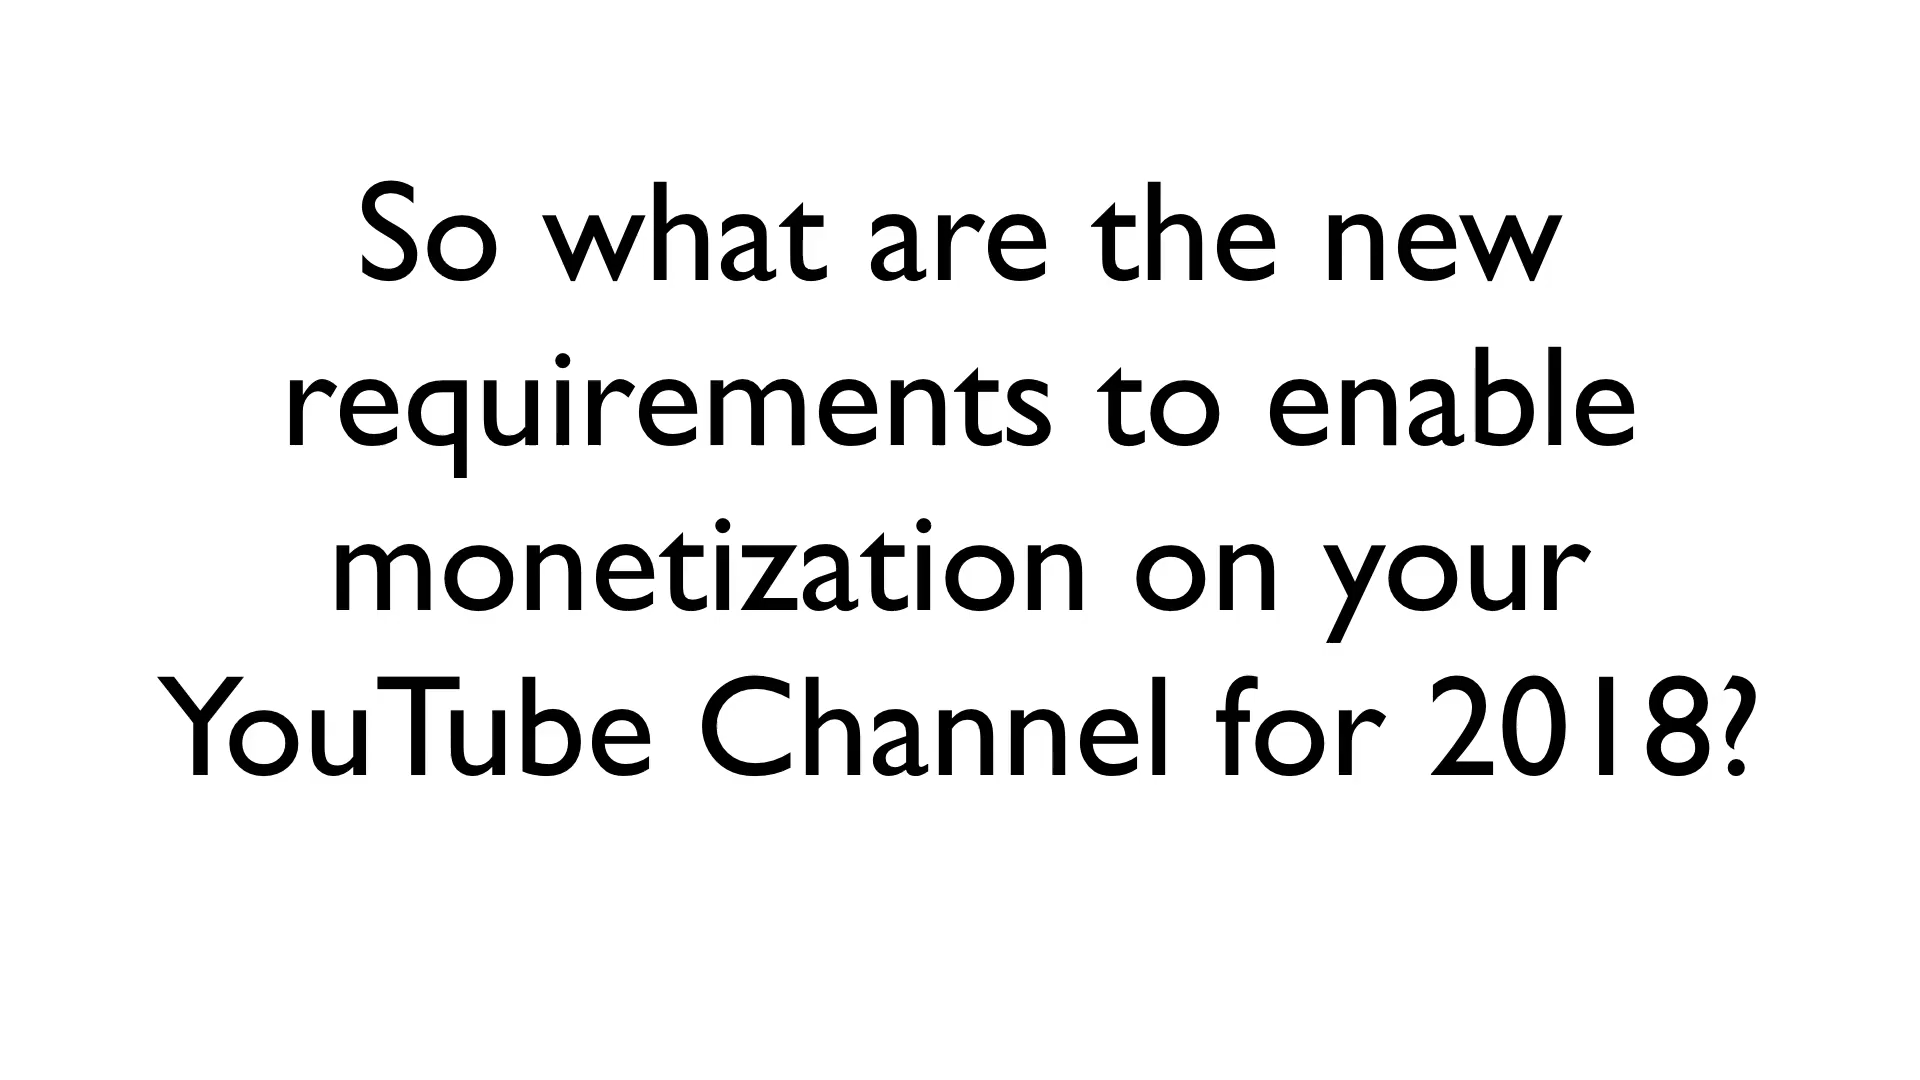 So what are the new
requirements to enable
monetization on your
YouTube Channel for 2018?